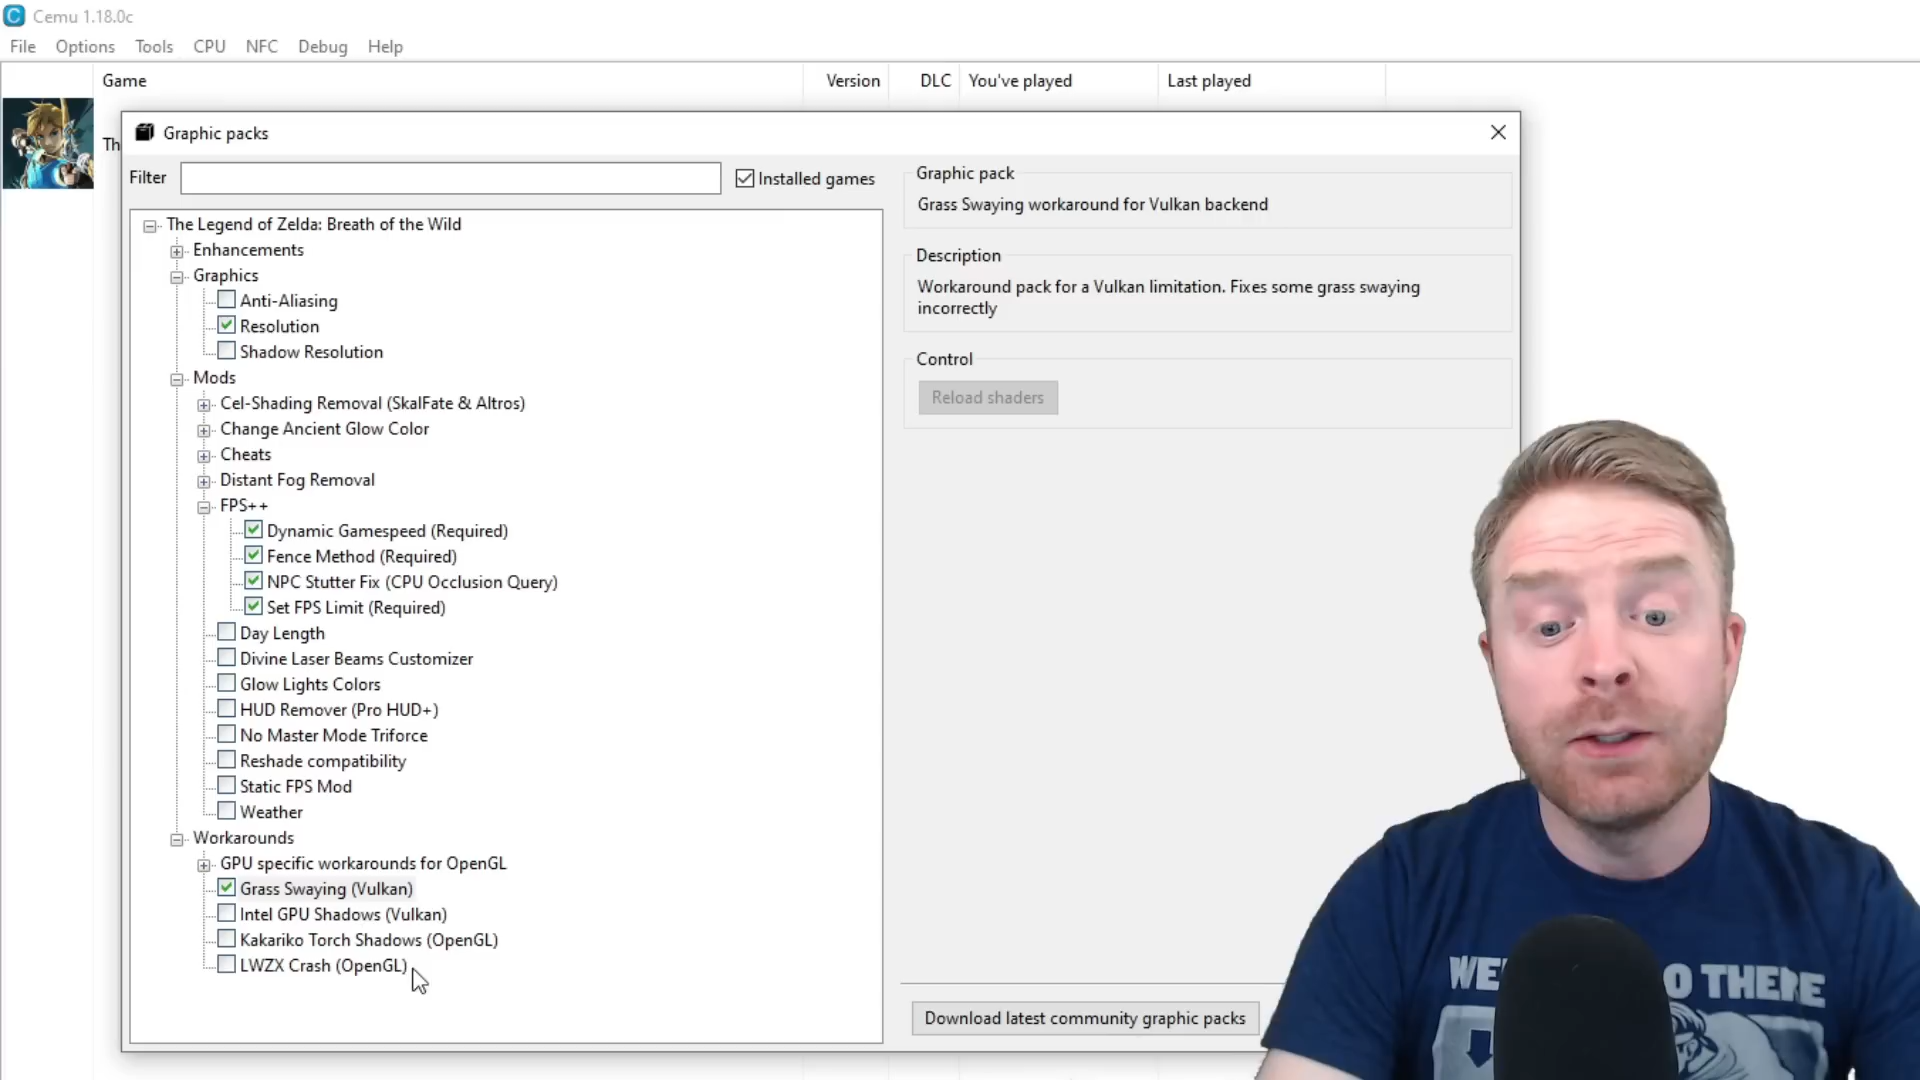 Cemu 1.18.0c
File Options Tools CPU NFC Debug Help
Game Version DLC You've played Last played
Th
Graphic packs
Filter
Installed games
The Legend of Zelda: Breath of the Wild
Enhancements
Graphics
Anti-Aliasing
Resolution
Shadow Resolution
Mods
Cel-Shading Removal (SkalFate & Altros)
Change Ancient Glow Color
Cheats
Distant Fog Removal
FPS++
Dynamic Gamespeed (Required)
Fence Method (Required)
NPC Stutter Fix (CPU Occlusion Query)
Set FPS Limit (Required)
Day Length
Divine Laser Beams Customizer
Glow Lights Colors
HUD Remover (Pro HUD+)
No Master Mode Triforce
Reshade compatibility
Static FPS Mod
Weather
Workarounds
GPU specific workarounds for OpenGL
Grass Swaying (Vulkan)
Intel GPU Shadows (Vulkan)
Kakariko Torch Shadows (OpenGL)
LWZX Crash (OpenGL)
Graphic pack
Grass Swaying workaround for Vulkan backend
Description
Workaround pack for a Vulkan limitation. Fixes some grass swaying
incorrectly
Control
Reload shaders
Download latest community graphic packs
THERE